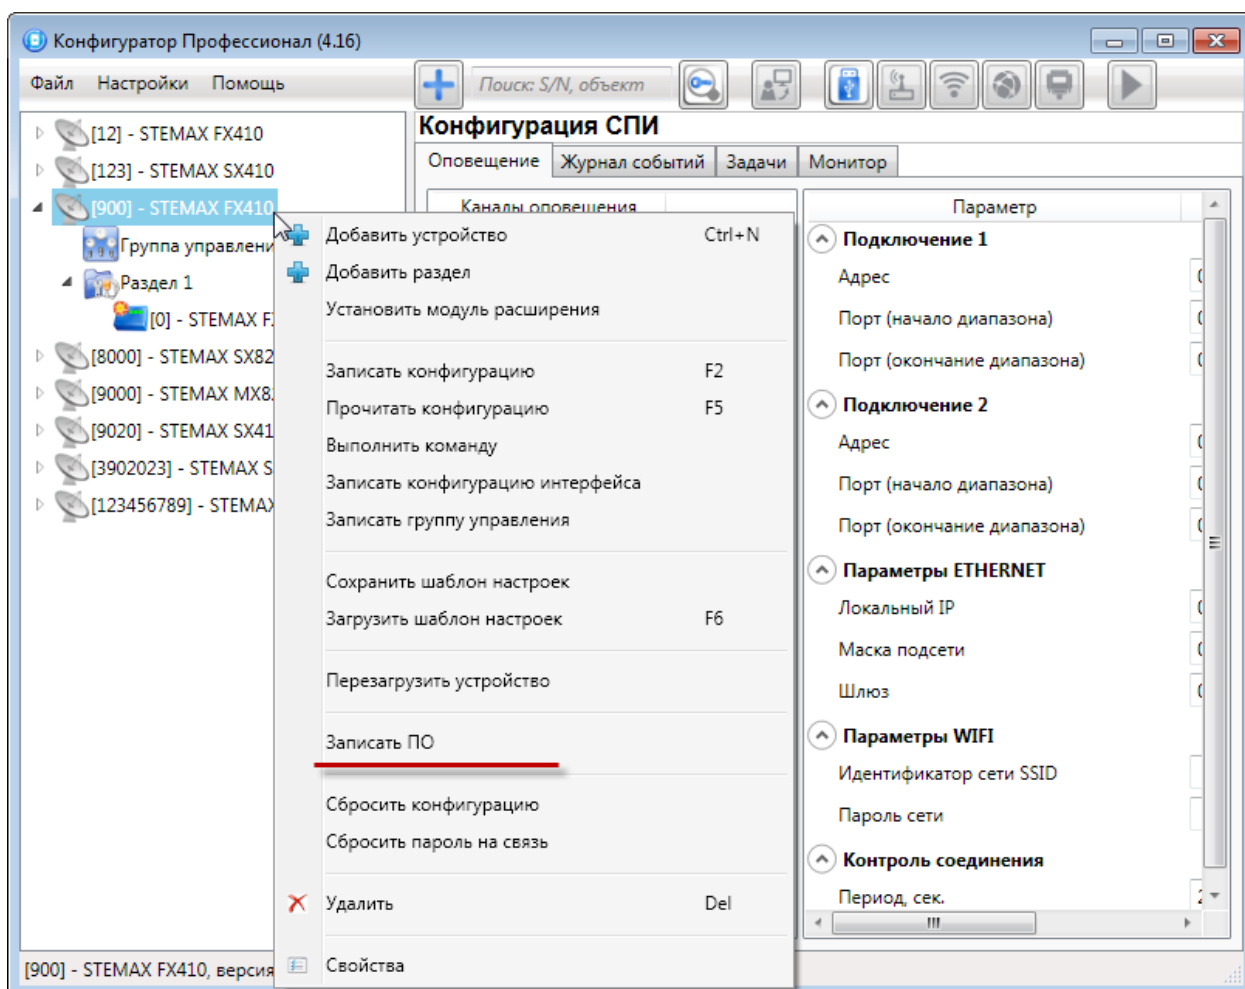 Конфигуратор Профессионал (4.16)
Файл Настройки Помощь
Поиск: S/N, объект
[12] - STEMAX FX410
[123] - STEMAX SX410
[900] - STEMAX FX410
Группа управлени
Раздел 1
[0] - STEMAX F
[8000] - STEMAX SX82
[9000] - STEMAX MX8
[9020] - STEMAX SX41
[3902023] - STEMAX S
[123456789] - STEMAX
Конфигурация СПИ
Оповещение Журнал событий Задачи Монитор
Каналы оповещения
Добавить устройство Ctrl+N
Добавить раздел
Установить модуль расширения
Записать конфигурацию F2
Прочитать конфигурацию F5
Выполнить команду
Записать конфигурацию интерфейса
Записать группу управления
Сохранить шаблон настроек
Загрузить шаблон настроек F6
Перезагрузить устройство
Записать ПО
Сбросить конфигурацию
Сбросить пароль на связь
Удалить Del
Свойства
Параметр
Подключение 1
Адрес
Порт (начало диапазона)
Порт (окончание диапазона)
Подключение 2
Адрес
Порт (начало диапазона)
Порт (окончание диапазона)
Параметры ETHERNET
Локальный IP
Маска подсети
Шлюз
Параметры WIFI
Идентификатор сети SSID
Пароль сети
Контроль соединения
Период, сек.
[900] - STEMAX FX410, версия